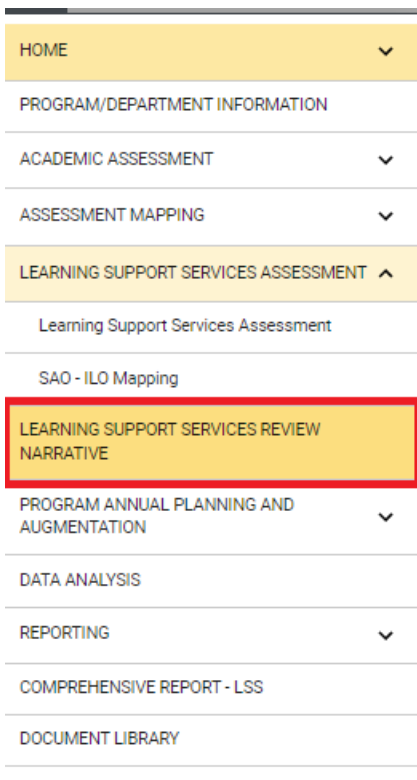 HOME
PROGRAM/DEPARTMENT INFORMATION
ACADEMIC ASSESSMENT
ASSESSMENT MAPPING
LEARNING SUPPORT SERVICES ASSESSMENT
Learning Support Services Assessment
SAO - ILO Mapping
LEARNING SUPPORT SERVICES REVIEW
NARRATIVE
PROGRAM ANNUAL PLANNING AND
AUGMENTATION
DATA ANALYSIS
REPORTING
COMPREHENSIVE REPORT - LSS
DOCUMENT LIBRARY